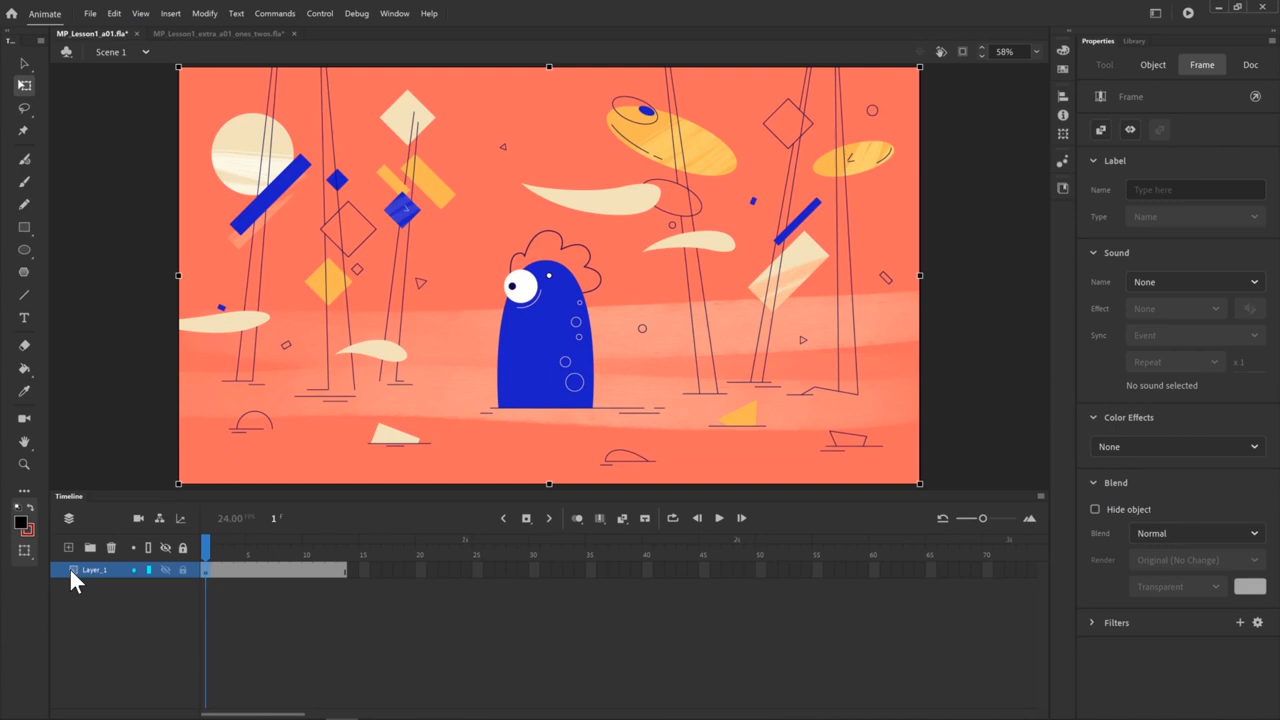 Animate File Edit View Insert Modify Text Commands Control Debug Window Help
MP_Lesson1_a01.fla* MP_Lesson1_extra_a01_ones_twos.fla*
T...
Scene 1 58%
Properties Library
Tool Object Frame Doc
Frame
Label
Name Type here
Type Name
Sound
Name None
Effect None
Sync Event
Repeat x 1
No sound selected
Color Effects
None
Blend
Hide object
Blend Normal
Render Original (No Change)
Transparent
Filters
Timeline
24.00 FPS 1 F
1s 2s 3s
5 10 15 20 25 30 35 40 45 50 55 60 65 70
Layer_1